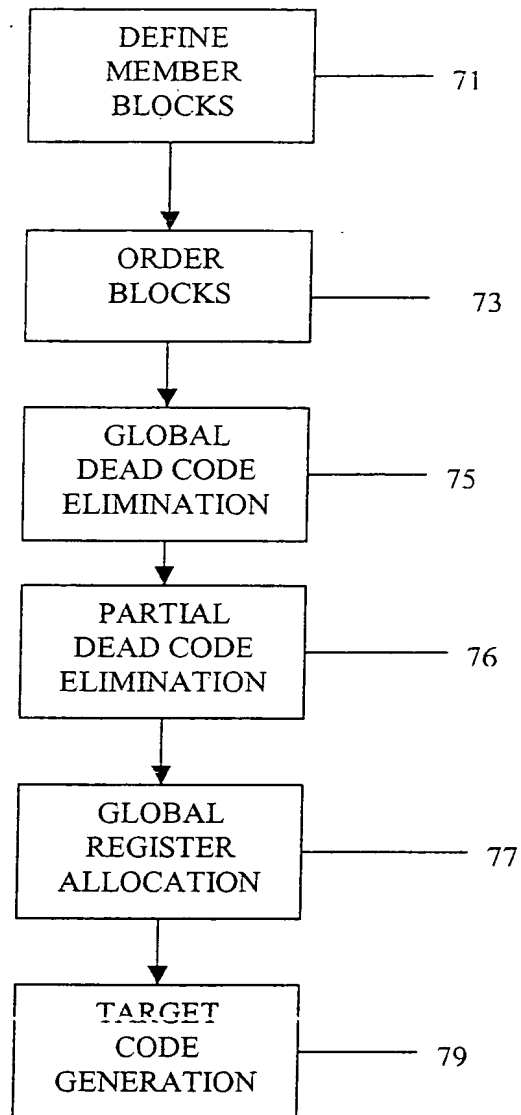 DEFINE
MEMBER
BLOCKS
71
ORDER
BLOCKS
73
GLOBAL
DEAD CODE
ELIMINATION
75
PARTIAL
DEAD CODE
ELIMINATION
76
GLOBAL
REGISTER
ALLOCATION
77
TARGET
CODE
GENERATION
79